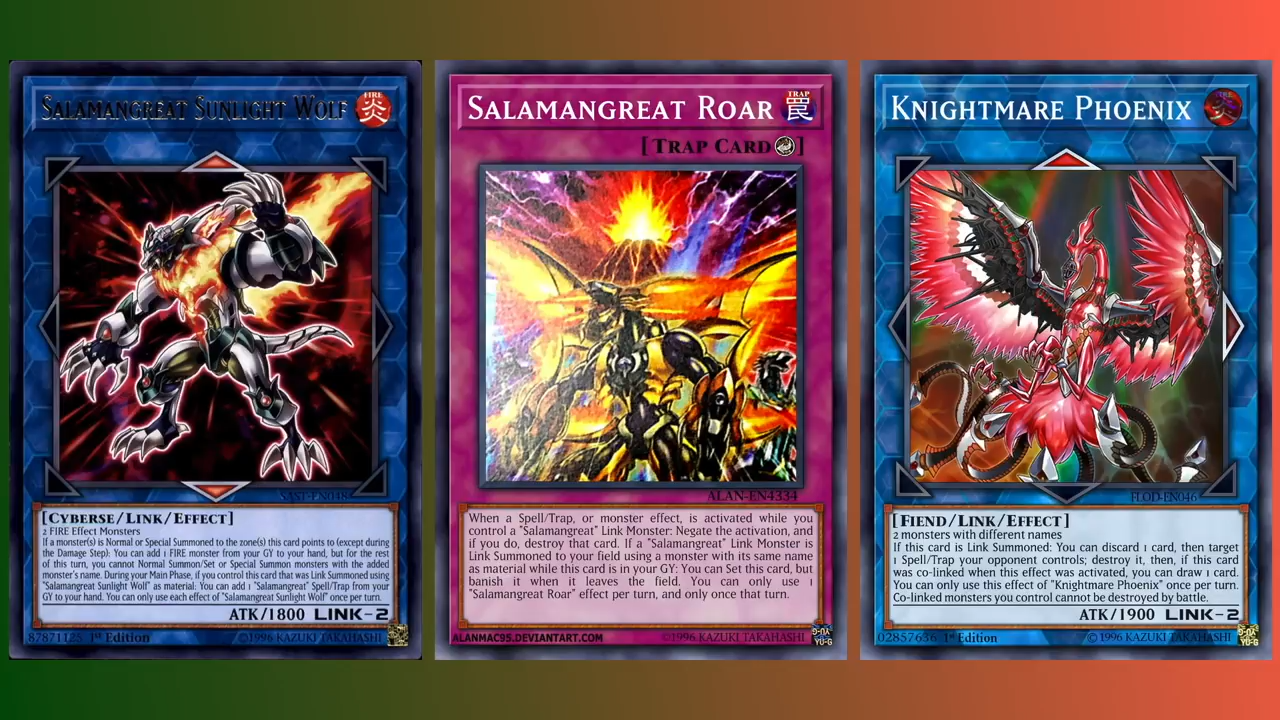 SALAMANGREAT SUNLIGHT WOLF
FIRE
炎
SAST-EN048
[CYBERSE/LINK/EFFECT]
2 FIRE Effect Monsters
If a monster(s) is Normal or Special Summoned to the zone(s) this card points to (except during
the Damage Step): You can add 1 FIRE monster from your GY to your hand, but for the rest
of this turn, you cannot Normal Summon/Set or Special Summon monsters with the added
monster's name. During your Main Phase, if you control this card that was Link Summoned using
"Salamangreat Sunlight Wolf" as material: You can add 1 "Salamangreat" Spell/Trap from your
GY to your hand. You can only use each effect of "Salamangreat Sunlight Wolf" once per turn.
ATK/1800 LINK-2
87871125 1st Edition ©1996 KAZUKI TAKAHASHI
SALAMANGREAT ROAR
TRAP
罠
[TRAP CARD]
ALAN-EN4334
When a Spell/Trap, or monster effect, is activated while you
control a "Salamangreat" Link Monster: Negate the activation, and
if you do, destroy that card. If a "Salamangreat" Link Monster is
Link Summoned to your field using a monster with its same name
as material while this card is in your GY: You can Set this card, but
banish it when it leaves the field. You can only use 1
"Salamangreat Roar" effect per turn, and only once that turn.
ALANMAC95.DEVIANTART.COM ©1996 KAZUKI TAKAHASHI
KNIGHTMARE PHOENIX
FIRE
炎
FLOD-EN046
[FIEND/LINK/EFFECT]
2 monsters with different names
If this card is Link Summoned: You can discard 1 card, then target
1 Spell/Trap your opponent controls; destroy it, then, if this card
was co-linked when this effect was activated, you can draw 1 card.
You can only use this effect of "Knightmare Phoenix" once per turn.
Co-linked monsters you control cannot be destroyed by battle.
ATK/1900 LINK-2
02857636 1st Edition ©1996 KAZUKI TAKAHASHI